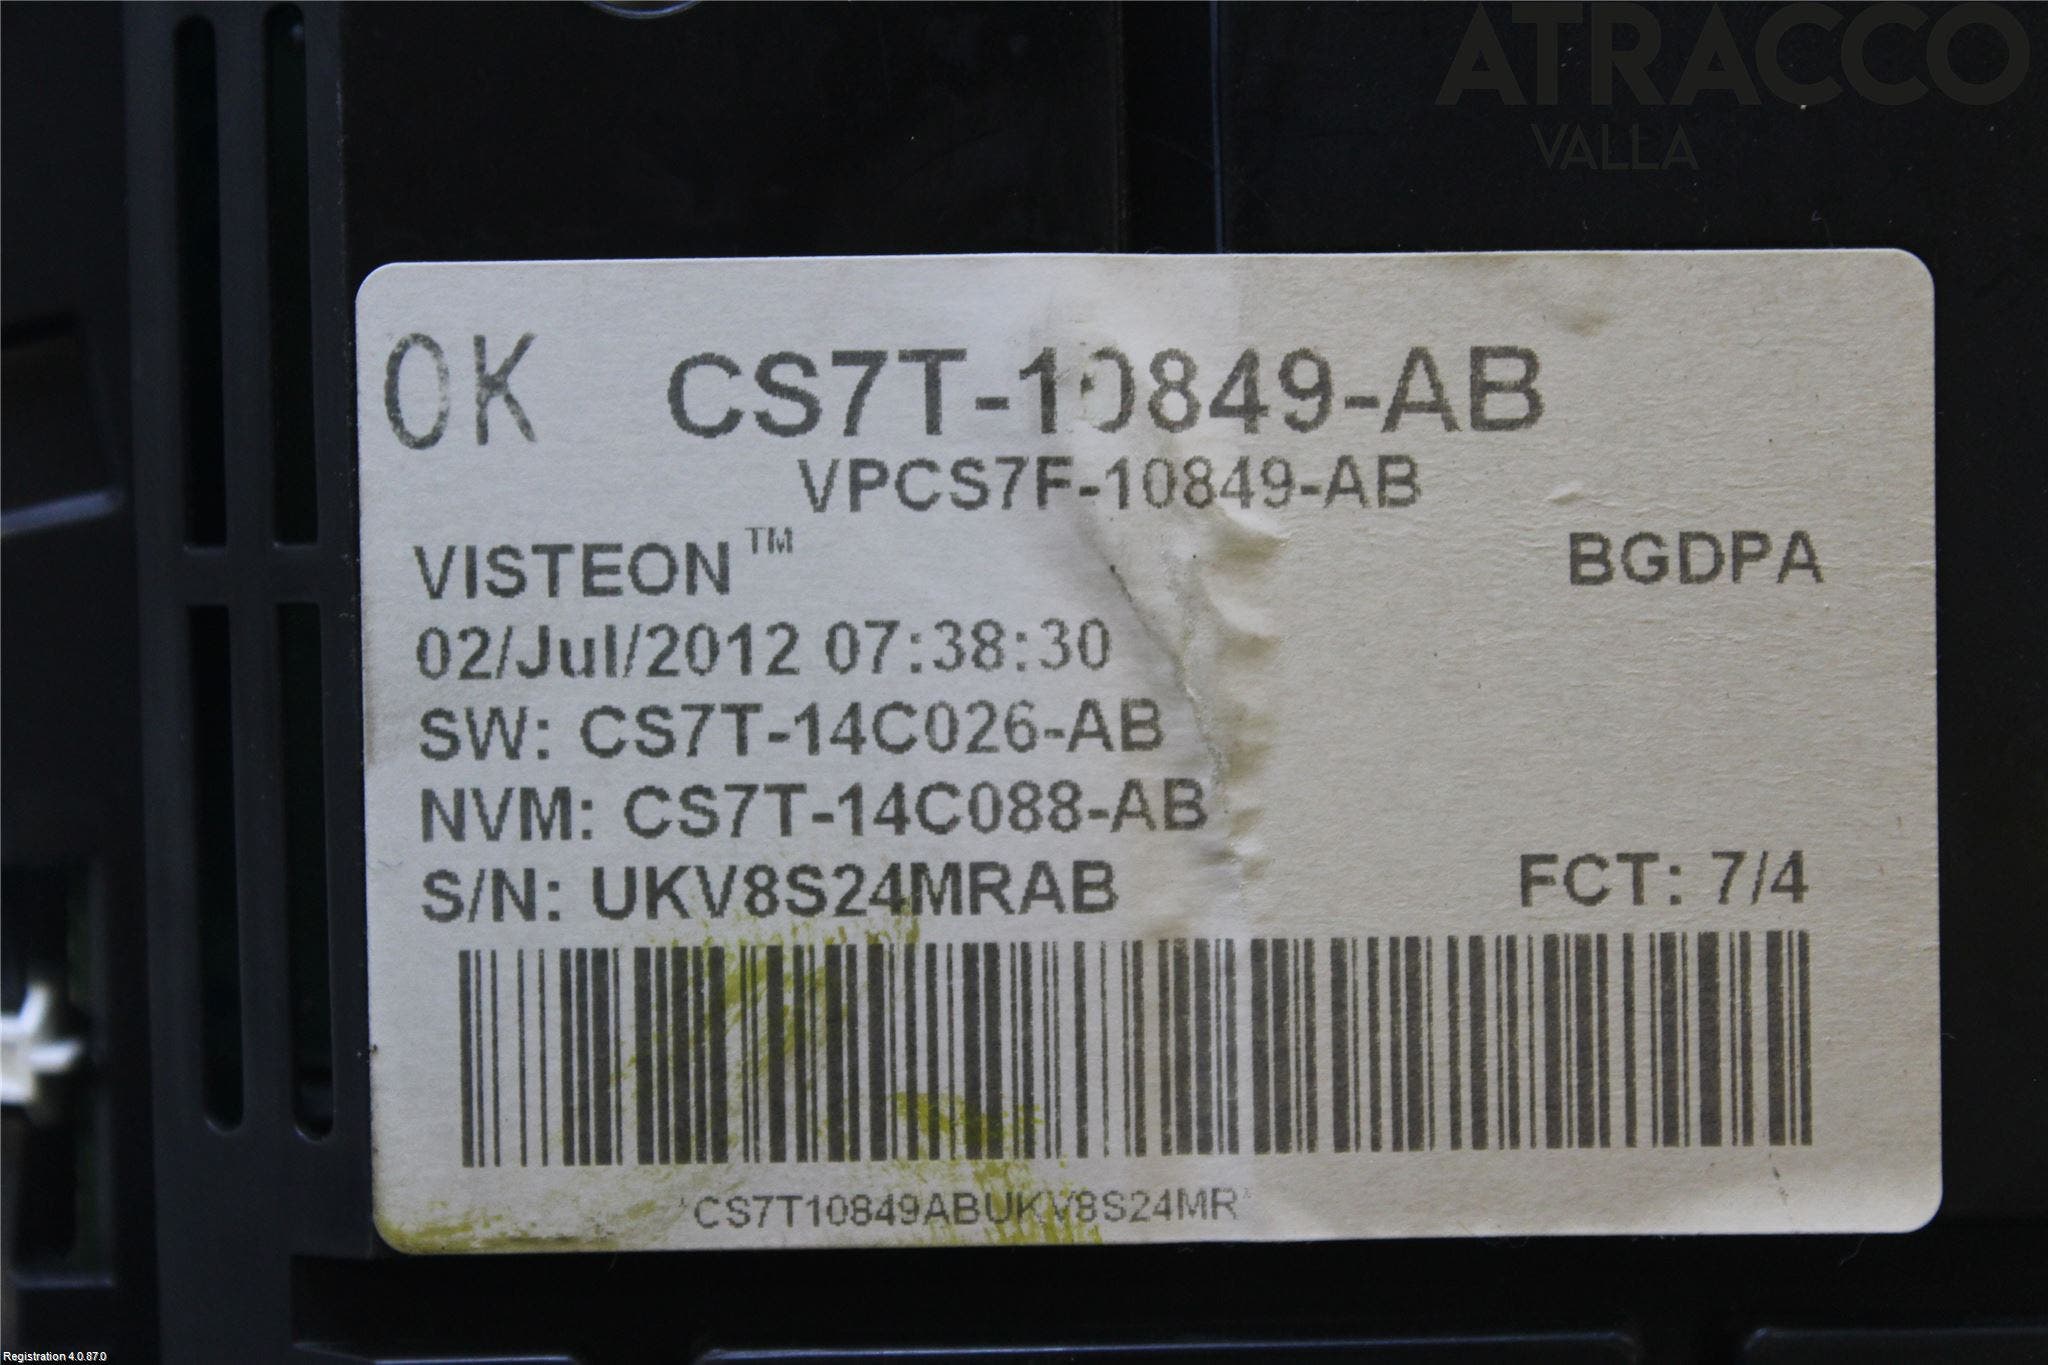 ATRACCO
VALLA
OK CS7T-10849-AB
VPCS7F-10849-AB
VISTEON™ BGDPA
02/Jul/2012 07:38:30
SW: CS7T-14C026-AB
NVM: CS7T-14C088-AB
S/N: UKV8S24MRAB FCT: 7/4
*CS7T10849ABUKV8S24MR*
Registration 4.0.87.0